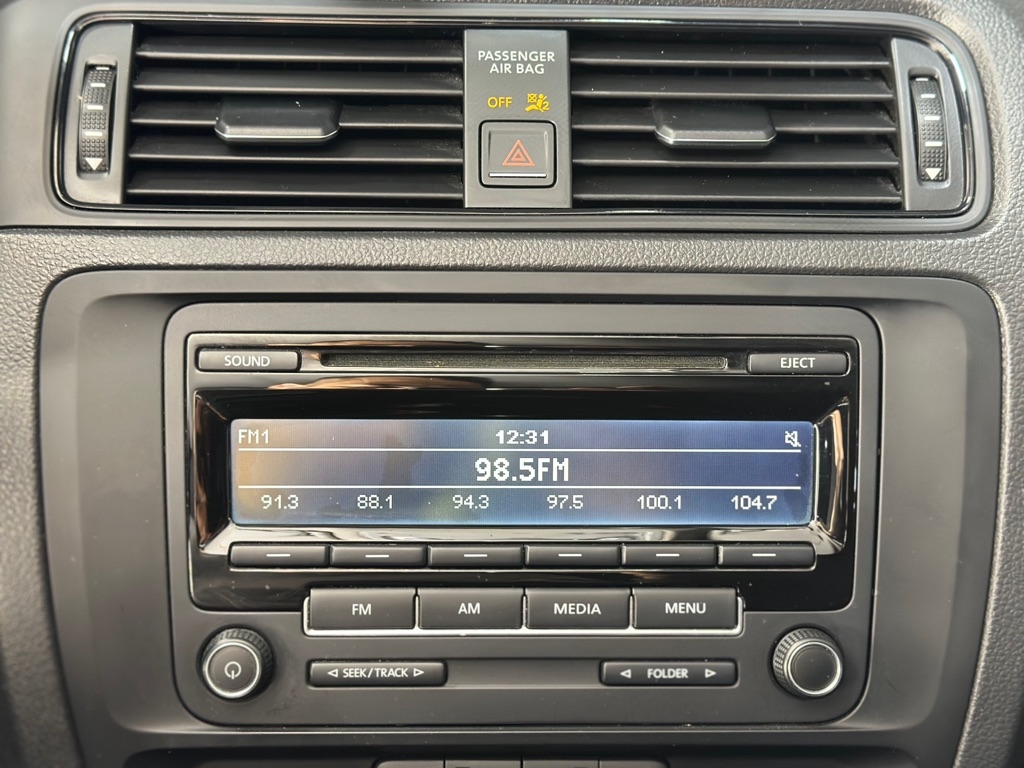 PASSENGER
AIR BAG
OFF 2
SOUND EJECT
FM1 12:31
98.5FM
91.3 88.1 94.3 97.5 100.1 104.7
FM AM MEDIA MENU
SEEK/TRACK FOLDER